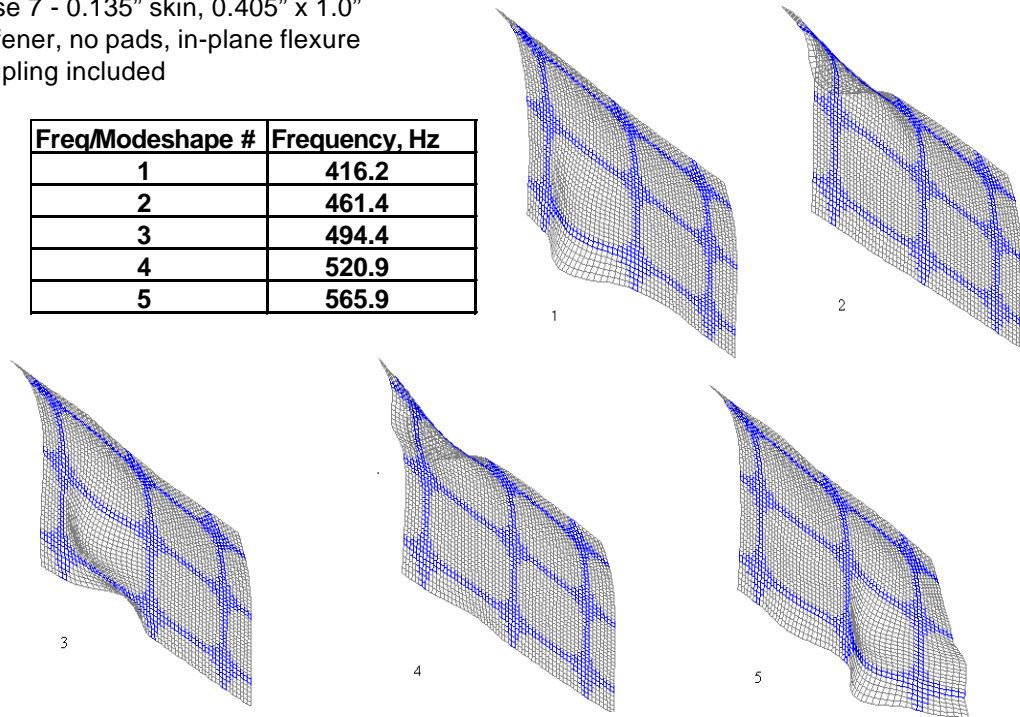 se 7 - 0.135” skin, 0.405” x 1.0”
fener, no pads, in-plane flexure
pling included
Freq/Modeshape # Frequency, Hz
1 416.2
2 461.4
3 494.4
4 520.9
5 565.9
1
2
3
4
5